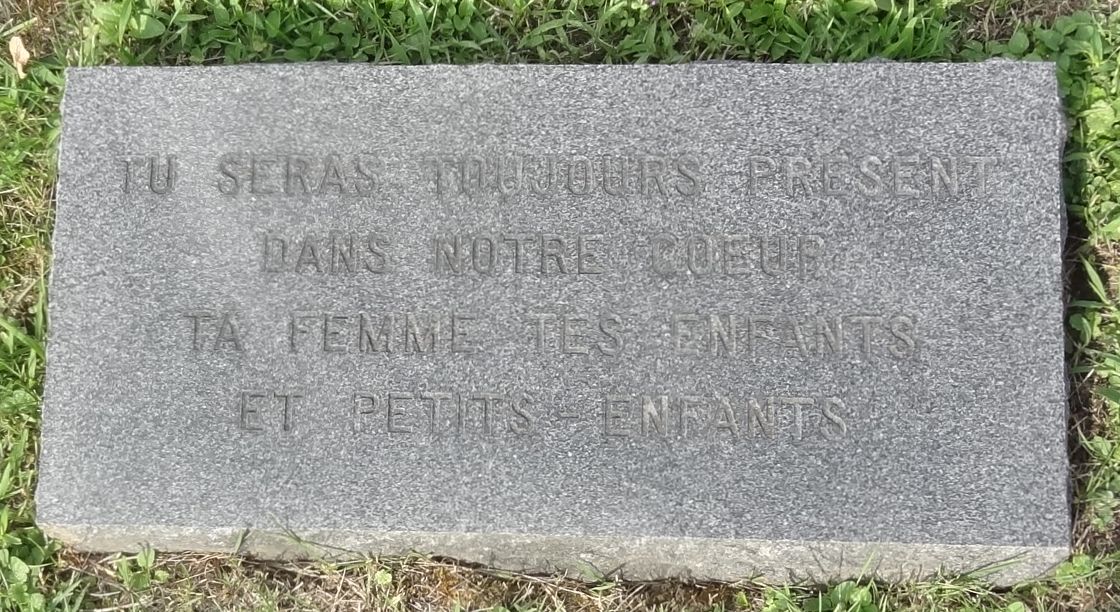 TU SERAS TOUJOURS PRESENT
DANS NOTRE COEUR
TA FEMME TES ENFANTS
ET PETITS - ENFANTS